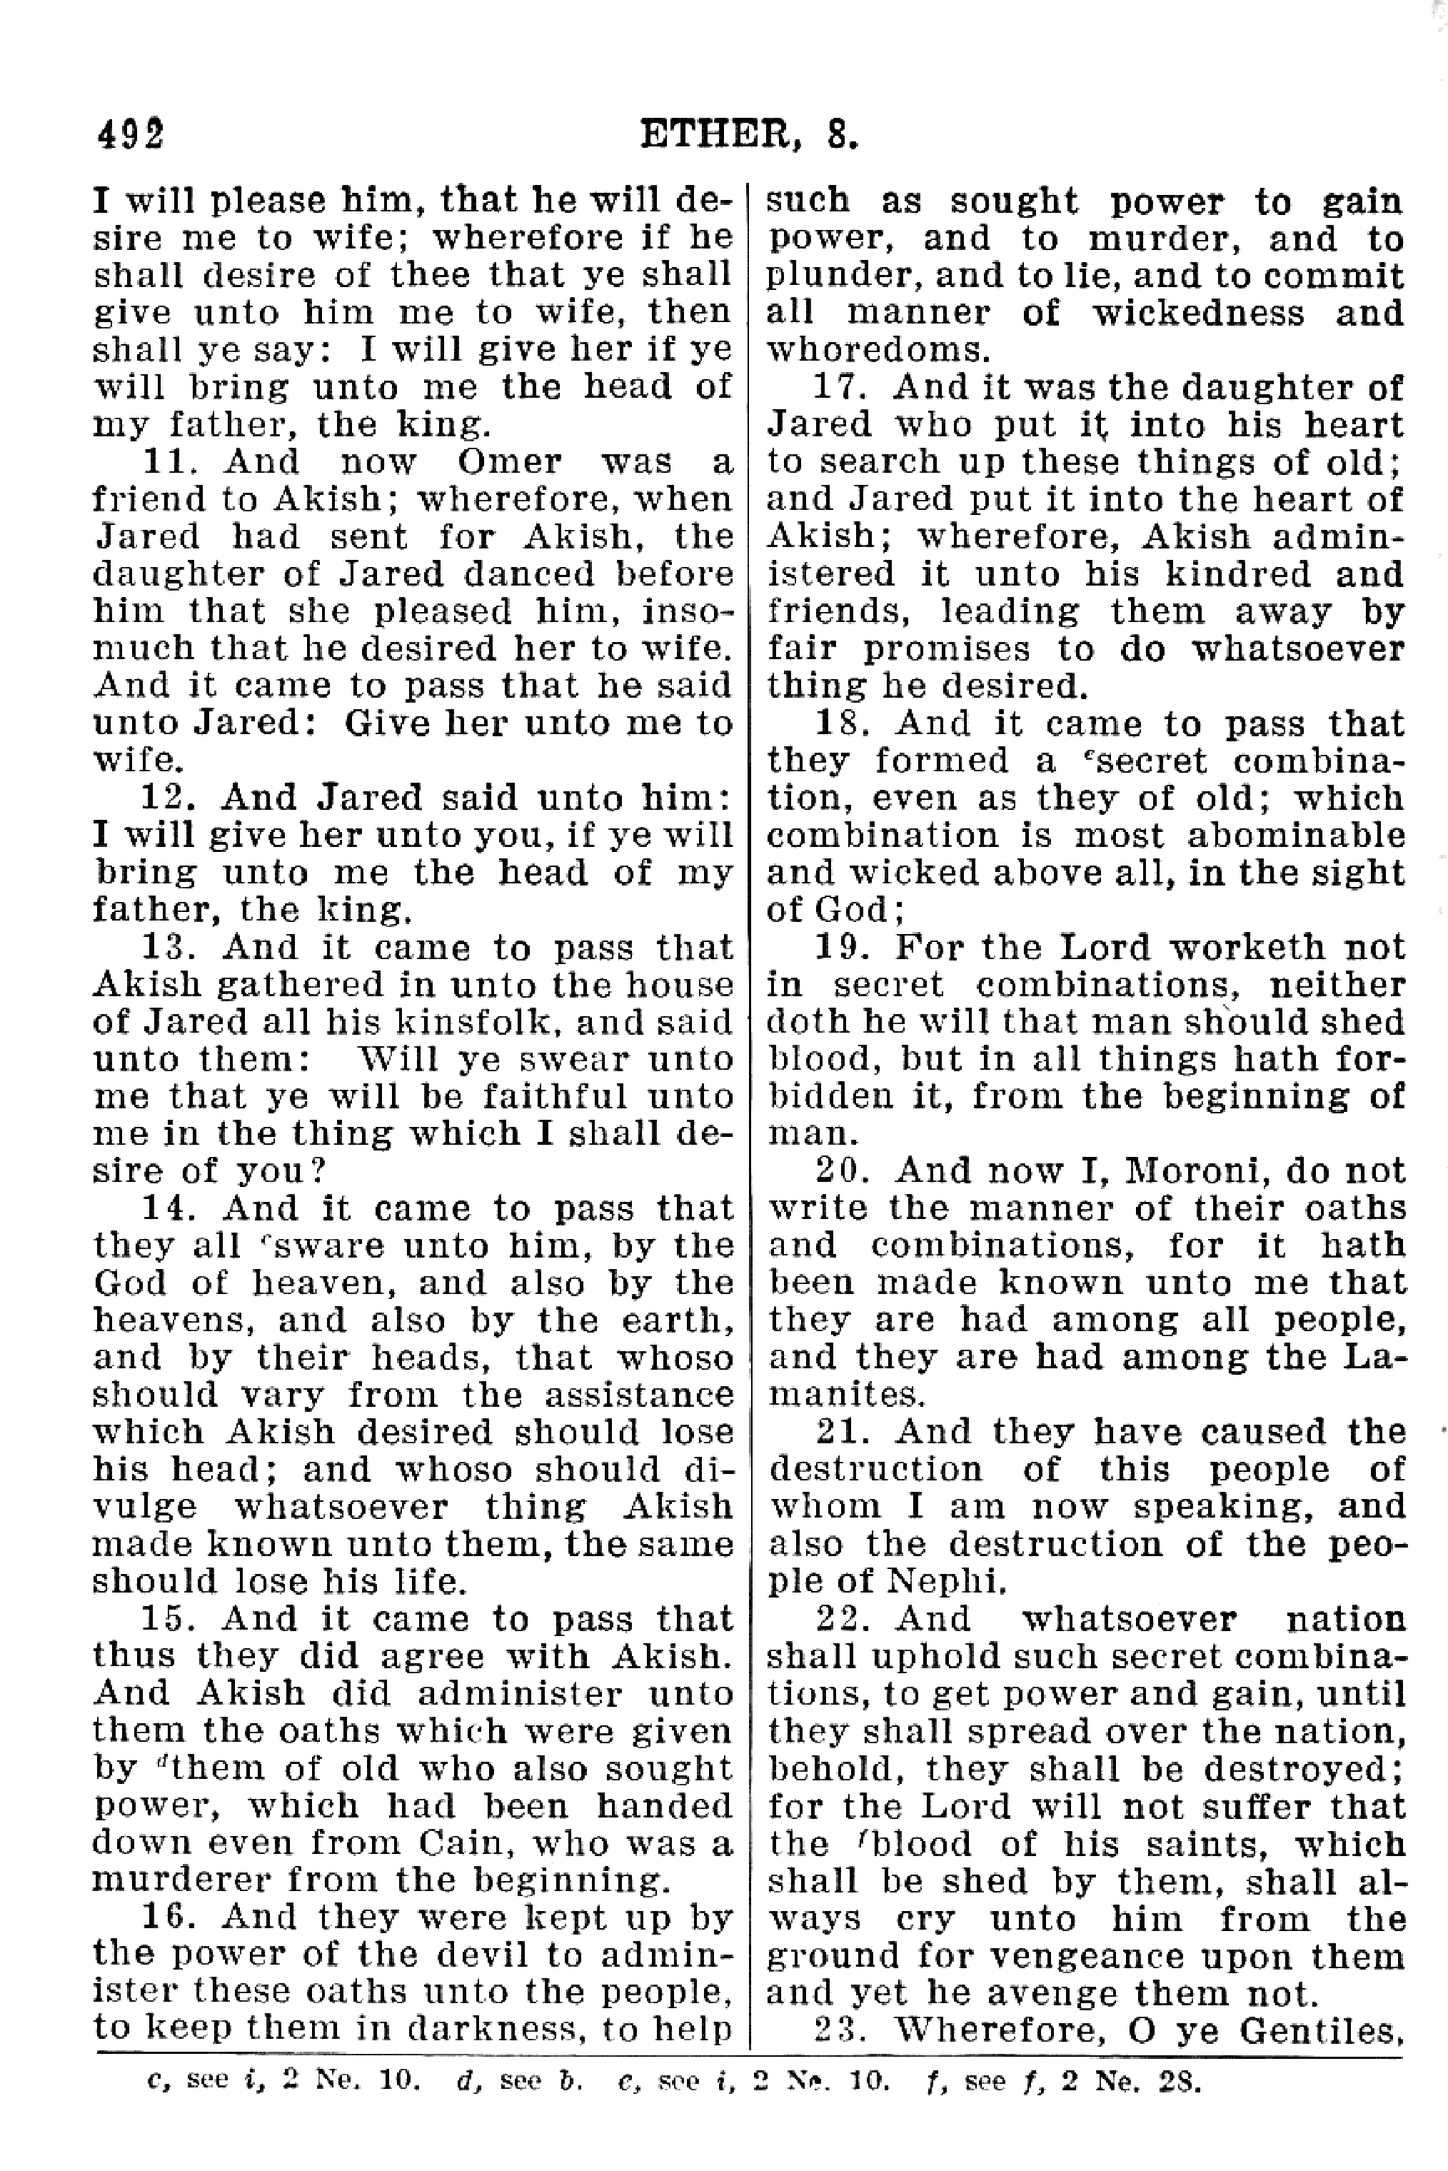 492
ETHER, 8.
I will please him, that he will de-
sire me to wife; wherefore if he
shall desire of thee that ye shall
give unto him me to wife, then
shall ye say: I will give her if ye
will bring unto me the head of
my father, the king.
11. And now Omer was a
friend to Akish; wherefore, when
Jared had sent for Akish, the
daughter of Jared danced before
him that she pleased him, inso-
much that he desired her to wife.
And it came to pass that he said
unto Jared: Give her unto me to
wife.
12. And Jared said unto him:
I will give her unto you, if ye will
bring unto me the head of my
father, the king.
13. And it came to pass that
Akish gathered in unto the house
of Jared all his kinsfolk, and said
unto them: Will ye swear unto
me that ye will be faithful unto
me in the thing which I shall de-
sire of you?
14. And it came to pass that
they all ᶜsware unto him, by the
God of heaven, and also by the
heavens, and also by the earth,
and by their heads, that whoso
should vary from the assistance
which Akish desired should lose
his head; and whoso should di-
vulge whatsoever thing Akish
made known unto them, the same
should lose his life.
15. And it came to pass that
thus they did agree with Akish.
And Akish did administer unto
them the oaths which were given
by ᵈthem of old who also sought
power, which had been handed
down even from Cain, who was a
murderer from the beginning.
16. And they were kept up by
the power of the devil to admin-
ister these oaths unto the people,
to keep them in darkness, to help
such as sought power to gain
power, and to murder, and to
plunder, and to lie, and to commit
all manner of wickedness and
whoredoms.
17. And it was the daughter of
Jared who put it into his heart
to search up these things of old;
and Jared put it into the heart of
Akish; wherefore, Akish admin-
istered it unto his kindred and
friends, leading them away by
fair promises to do whatsoever
thing he desired.
18. And it came to pass that
they formed a ᵉsecret combina-
tion, even as they of old; which
combination is most abominable
and wicked above all, in the sight
of God;
19. For the Lord worketh not
in secret combinations, neither
doth he will that man should shed
blood, but in all things hath for-
bidden it, from the beginning of
man.
20. And now I, Moroni, do not
write the manner of their oaths
and combinations, for it hath
been made known unto me that
they are had among all people,
and they are had among the La-
manites.
21. And they have caused the
destruction of this people of
whom I am now speaking, and
also the destruction of the peo-
ple of Nephi.
22. And whatsoever nation
shall uphold such secret combina-
tions, to get power and gain, until
they shall spread over the nation,
behold, they shall be destroyed;
for the Lord will not suffer that
the ᶠblood of his saints, which
shall be shed by them, shall al-
ways cry unto him from the
ground for vengeance upon them
and yet he avenge them not.
23. Wherefore, O ye Gentiles,
c, see i, 2 Ne. 10. d, see b. e, see i, 2 Ne. 10. f, see f, 2 Ne. 28.